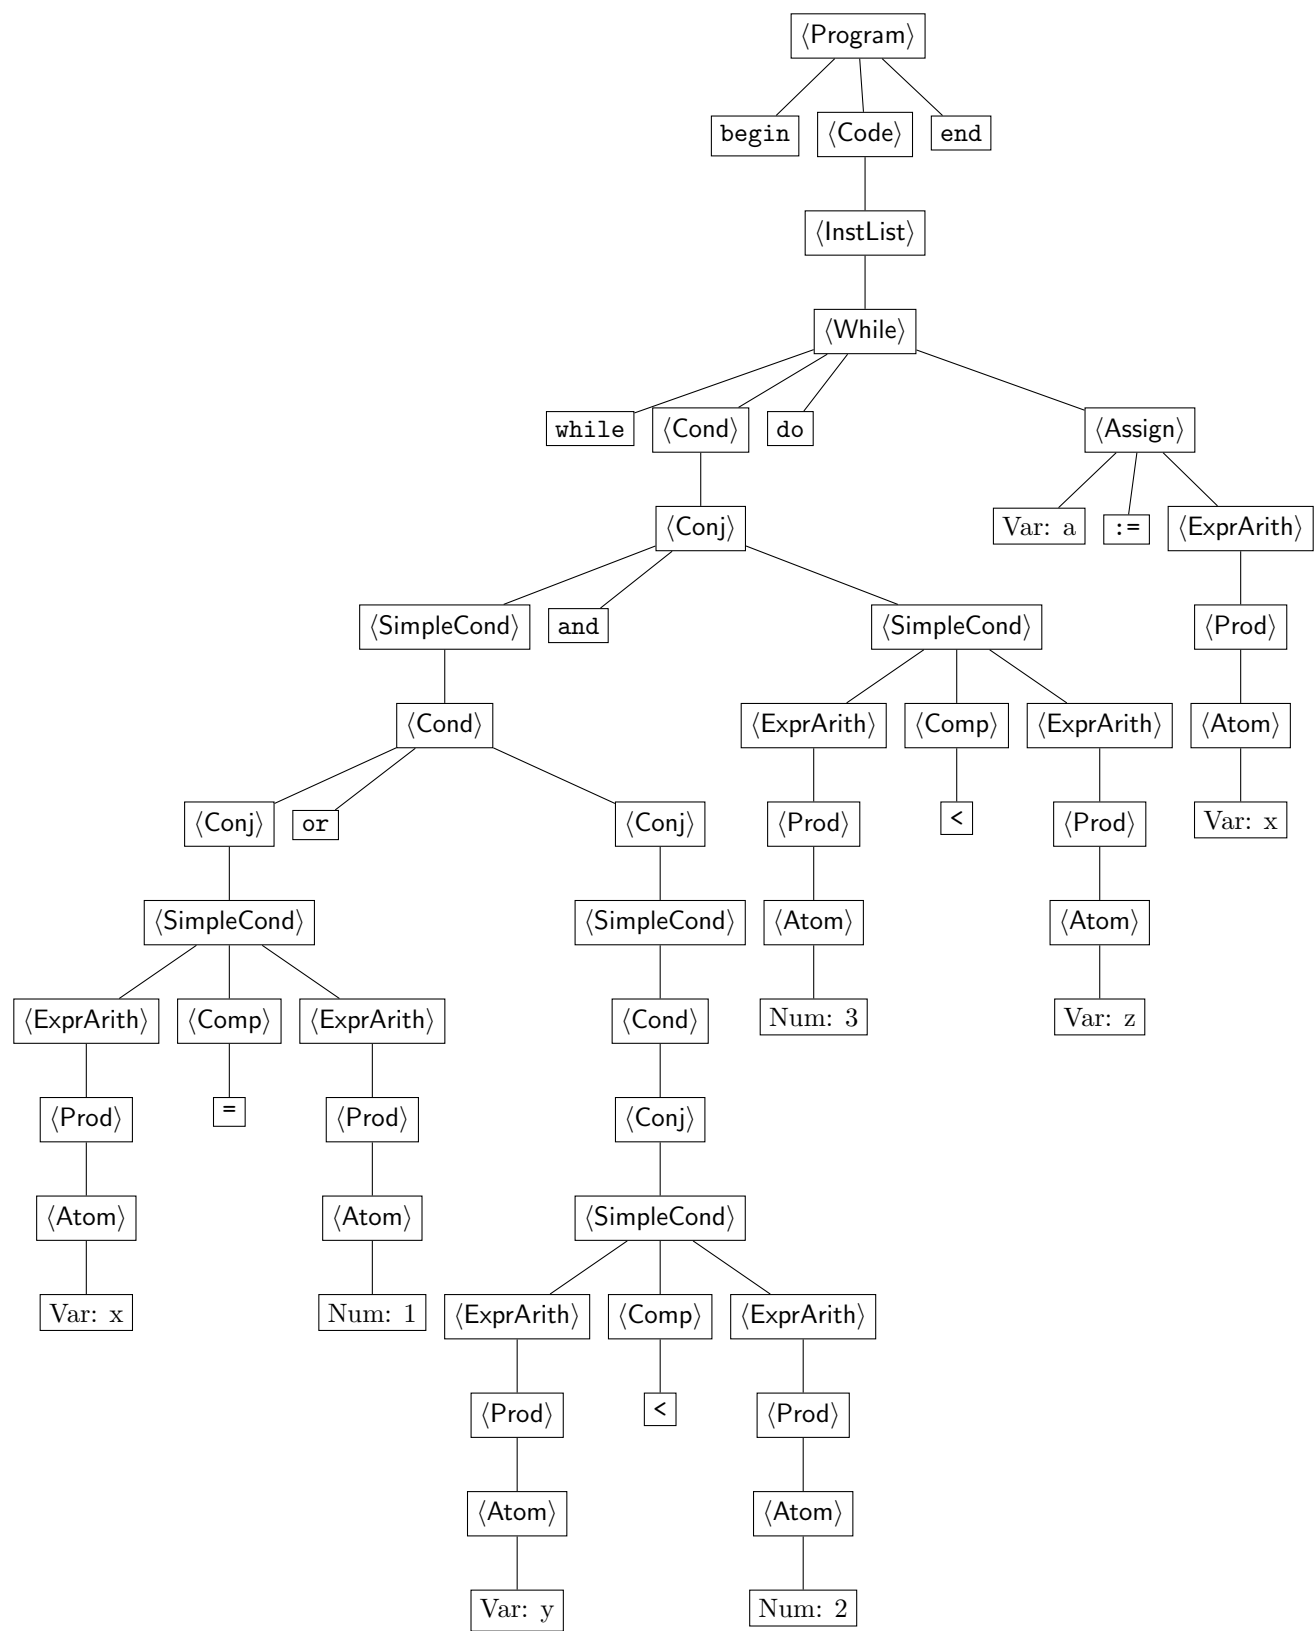 ⟨Program⟩
begin ⟨Code⟩ end
⟨InstList⟩
⟨While⟩
while ⟨Cond⟩ do ⟨Assign⟩
⟨Conj⟩ Var: a := ⟨ExprArith⟩
⟨SimpleCond⟩ and ⟨SimpleCond⟩ ⟨Prod⟩
⟨Cond⟩ ⟨ExprArith⟩ ⟨Comp⟩ ⟨ExprArith⟩ ⟨Atom⟩
⟨Conj⟩ or ⟨Conj⟩ ⟨Prod⟩ < ⟨Prod⟩ Var: x
⟨SimpleCond⟩ ⟨SimpleCond⟩ ⟨Atom⟩ ⟨Atom⟩
⟨ExprArith⟩ ⟨Comp⟩ ⟨ExprArith⟩ ⟨Cond⟩ Num: 3 Var: z
⟨Prod⟩ = ⟨Prod⟩ ⟨Conj⟩
⟨Atom⟩ ⟨Atom⟩ ⟨SimpleCond⟩
Var: x Num: 1 ⟨ExprArith⟩ ⟨Comp⟩ ⟨ExprArith⟩
⟨Prod⟩ < ⟨Prod⟩
⟨Atom⟩ ⟨Atom⟩
Var: y Num: 2